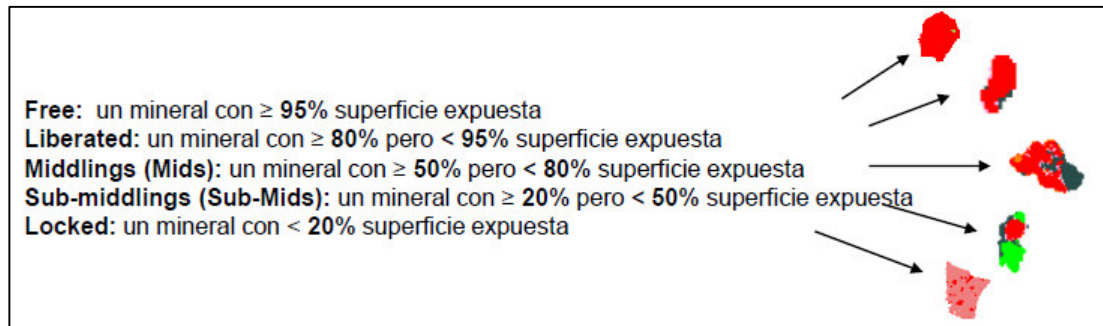 Free: un mineral con ≥ 95% superficie expuesta
Liberated: un mineral con ≥ 80% pero < 95% superficie expuesta
Middlings (Mids): un mineral con ≥ 50% pero < 80% superficie expuesta
Sub-middlings (Sub-Mids): un mineral con ≥ 20% pero < 50% superficie expuesta
Locked: un mineral con < 20% superficie expuesta